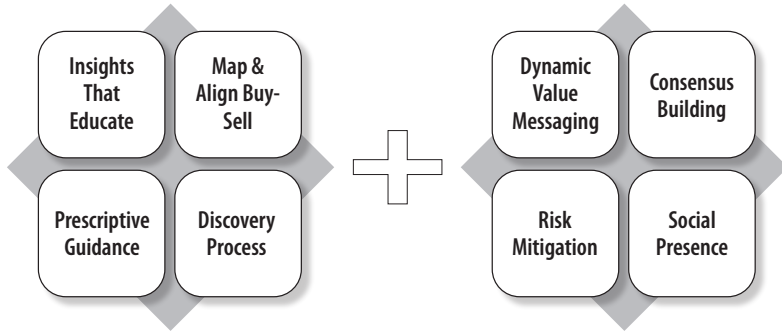 Insights
That
Educate
Map &
Align Buy-
Sell
Prescriptive
Guidance
Discovery
Process
Dynamic
Value
Messaging
Consensus
Building
Risk
Mitigation
Social
Presence